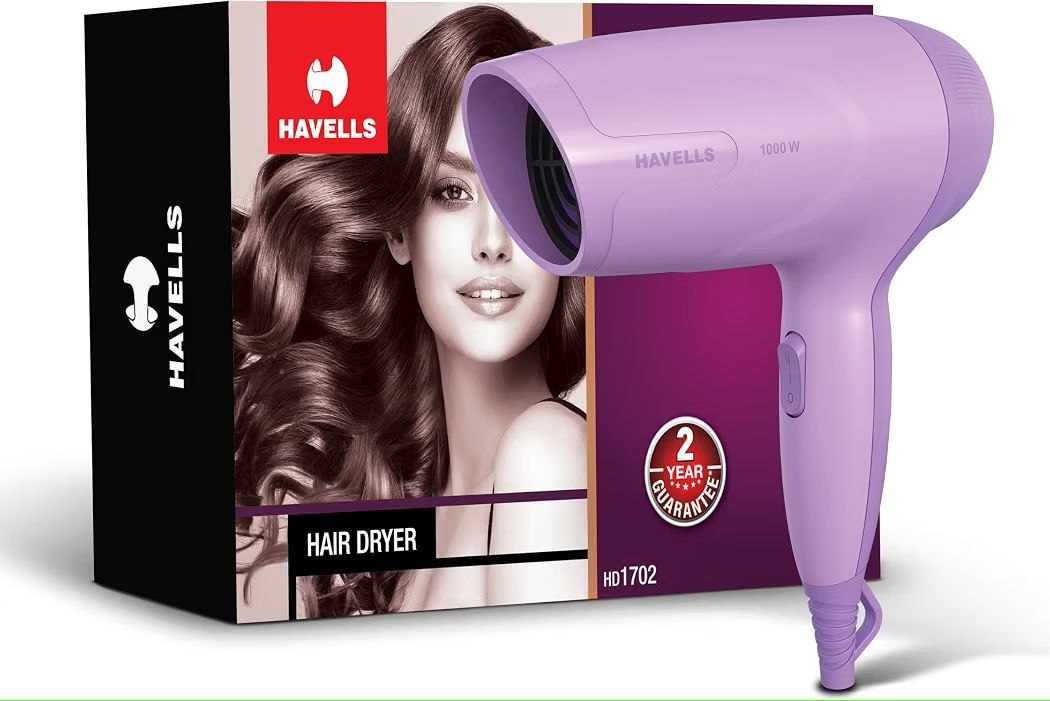 HAVELLS
HAVELLS
HAVELLS
1000 W
2
YEAR
GUARANTEE*
HAIR DRYER
HD1702